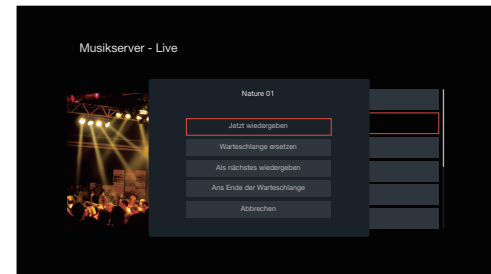 Musikserver - Live
Nature 01
Jetzt wiedergeben
Warteschlange ersetzen
Als nächstes wiedergeben
Ans Ende der Warteschlange
Abbrechen